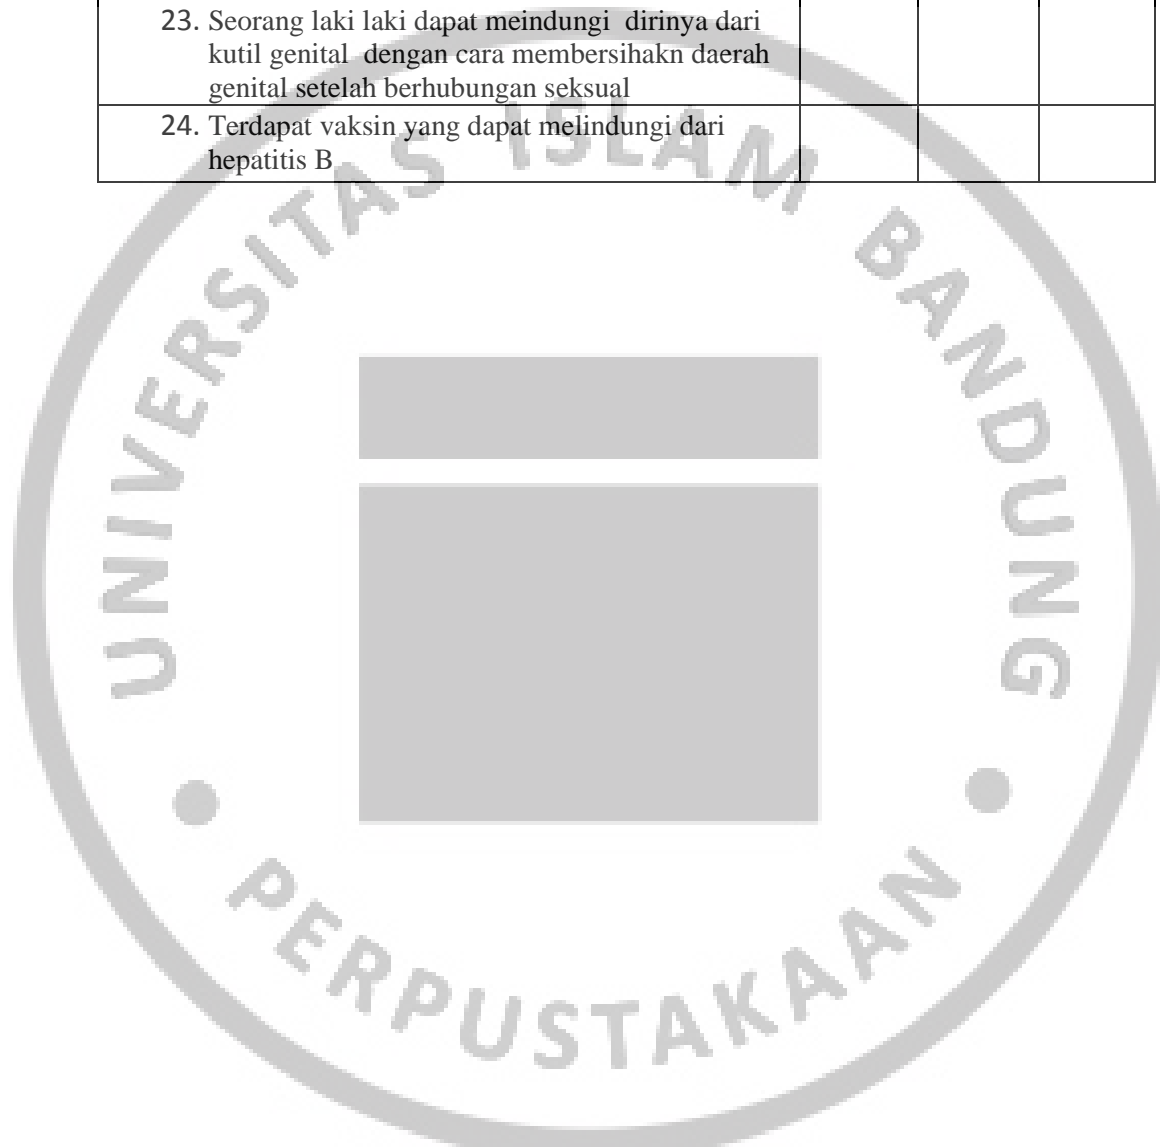 23. Seorang laki laki dapat meindungi dirinya dari
kutil genital dengan cara membersihakn daerah
genital setelah berhubungan seksual
24. Terdapat vaksin yang dapat melindungi dari
hepatitis B
UNIVERSITAS ISLAM BANDUNG
PERPUSTAKAAN